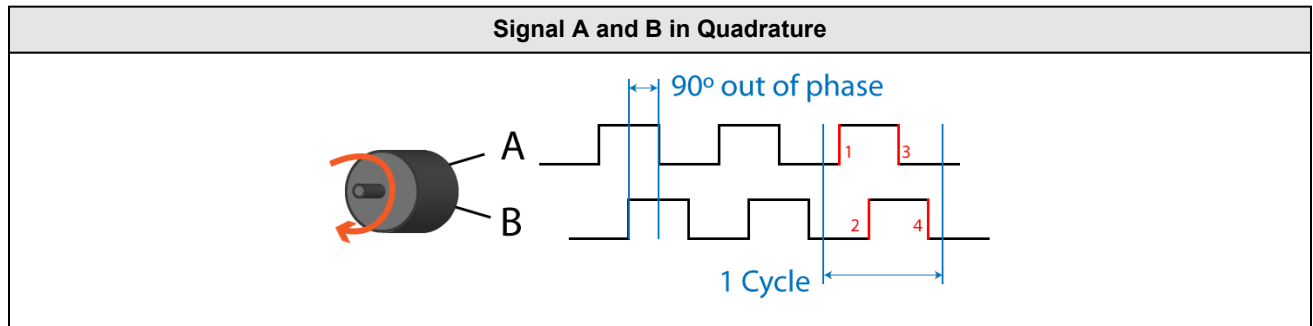 Signal A and B in Quadrature
90º out of phase
A
1
3
B
2
4
1 Cycle